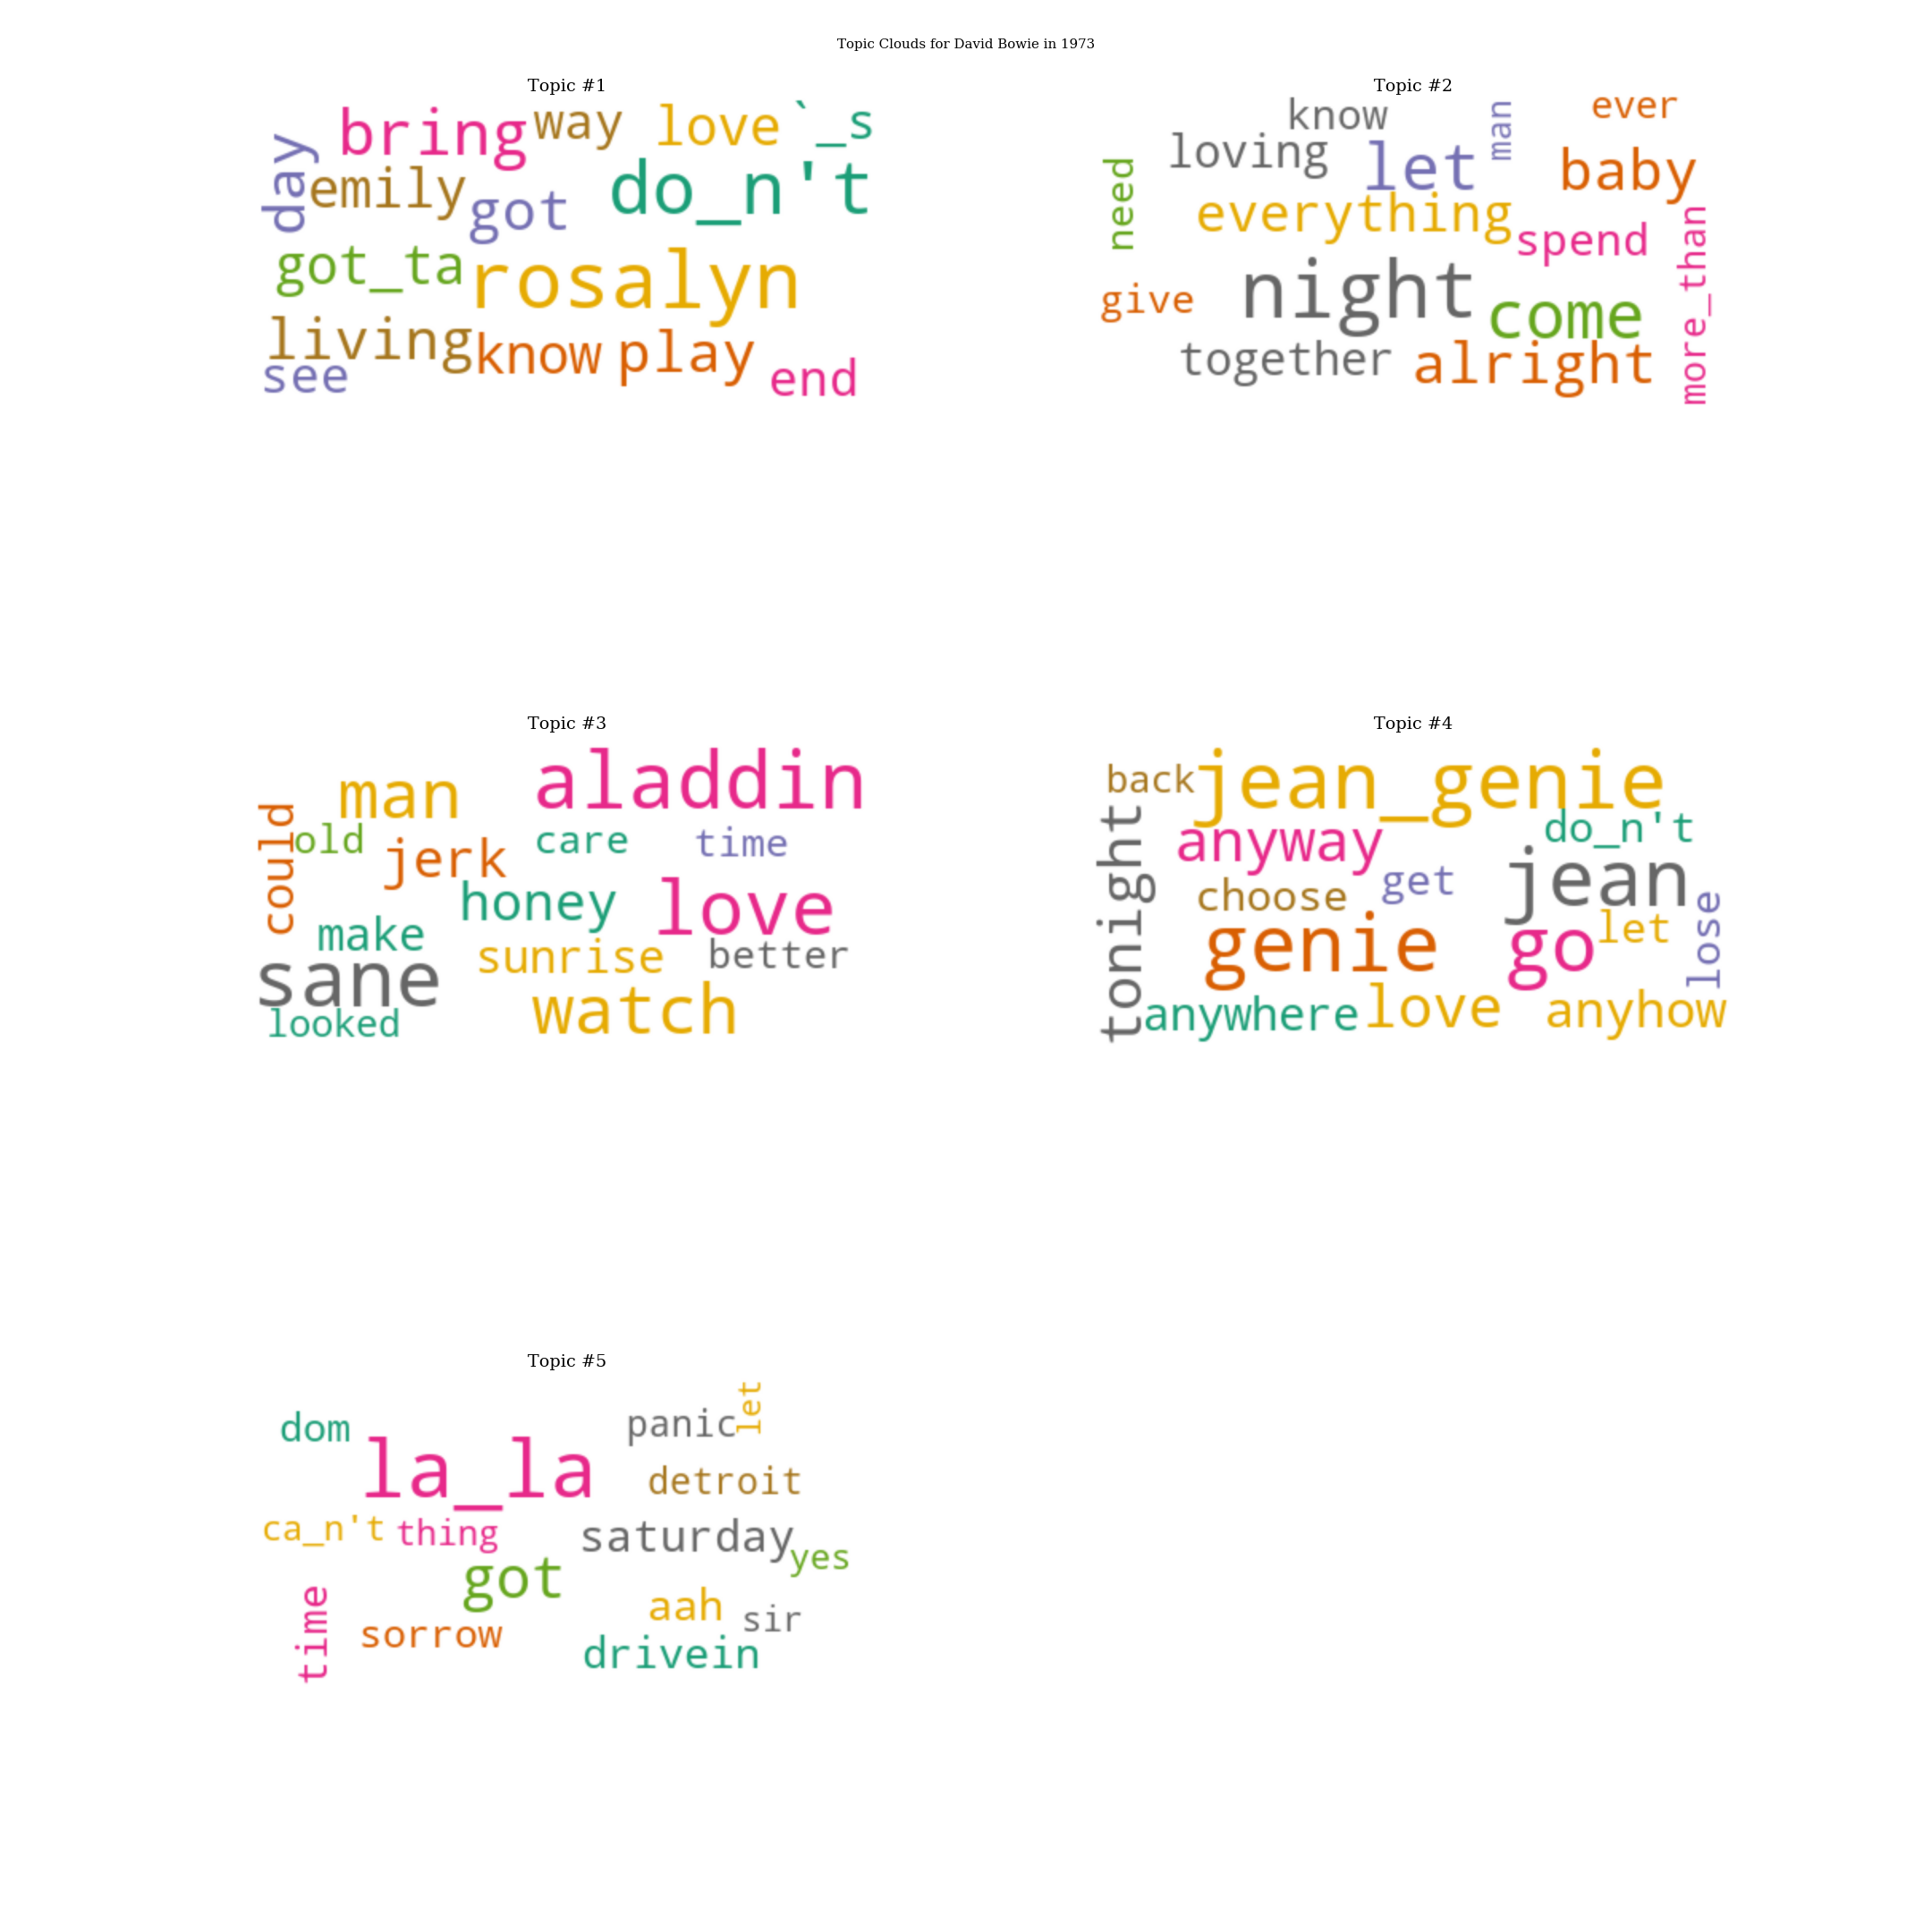 Topic Clouds for David Bowie in 1973
Topic #1
day
bring
way
love
`_s
emily
got
do_n't
got_ta
rosalyn
living
know
play
see
end
Topic #2
know
man
ever
loving
let
baby
need
everything
spend
more_than
give
night
come
together
alright
Topic #3
could
man
aladdin
old
jerk
care
time
honey
love
make
sunrise
better
sane
watch
looked
Topic #4
back
jean_genie
tonight
anyway
do_n't
choose
get
jean
genie
go
let
lose
anywhere
love
anyhow
Topic #5
dom
la_la
panic
let
detroit
ca_n't
thing
saturday
yes
got
time
sorrow
aah
sir
drivein